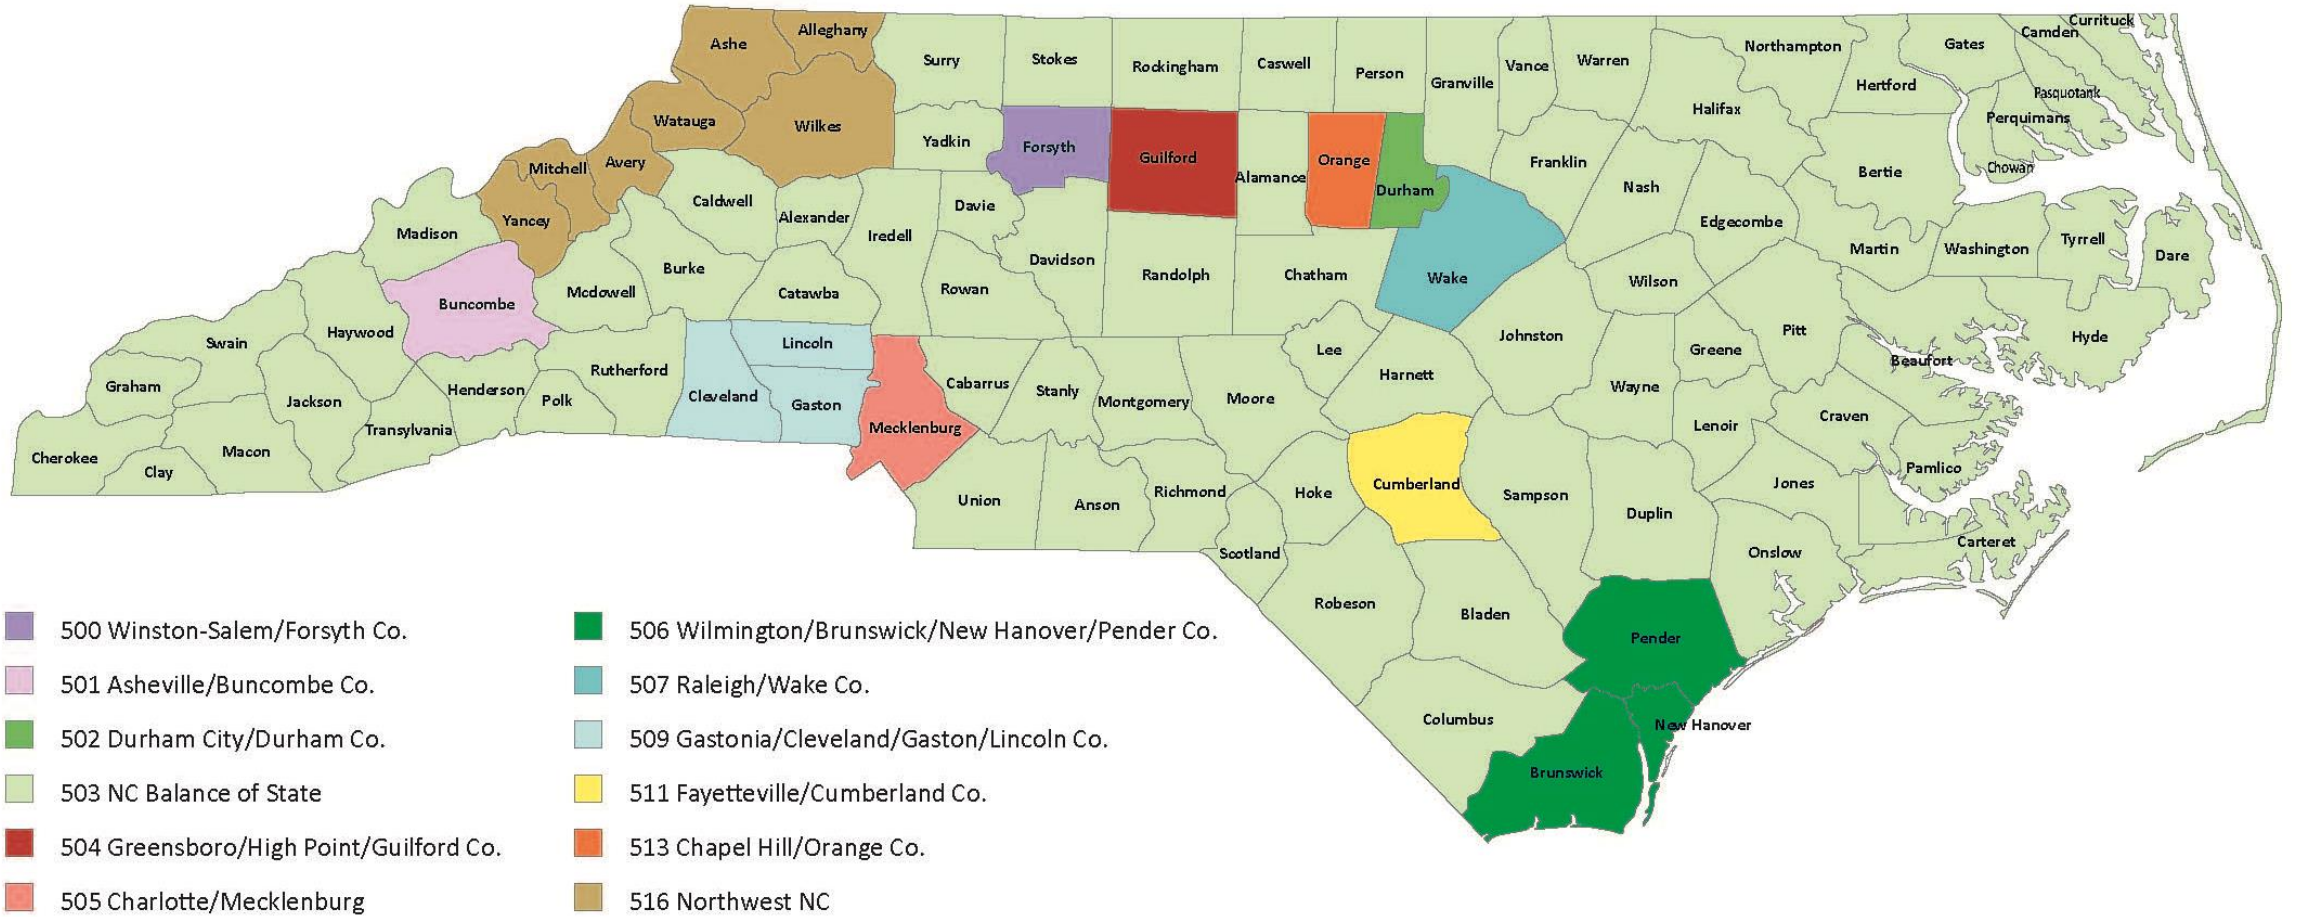 Ashe
Alleghany
Surry
Stokes
Rockingham
Caswell
Person
Granville
Vance
Warren
Northampton
Gates
Camden
Currituck
Hertford
Halifax
Pasquotank
Perquimans
Chowan
Watauga
Wilkes
Yadkin
Forsyth
Guilford
Alamance
Orange
Durham
Franklin
Nash
Bertie
Mitchell
Avery
Yancey
Caldwell
Alexander
Davie
Iredell
Edgecombe
Martin
Washington
Tyrrell
Dare
Madison
Buncombe
Mcdowell
Burke
Catawba
Rowan
Davidson
Randolph
Chatham
Wake
Wilson
Swain
Haywood
Lincoln
Lee
Johnston
Greene
Pitt
Beaufort
Hyde
Graham
Jackson
Henderson
Polk
Rutherford
Cleveland
Gaston
Mecklenburg
Cabarrus
Stanly
Montgomery
Moore
Harnett
Wayne
Lenoir
Craven
Cherokee
Clay
Macon
Transylvania
Union
Anson
Richmond
Hoke
Cumberland
Sampson
Duplin
Jones
Pamlico
Scotland
Onslow
Carteret
Robeson
Bladen
Pender
Columbus
New Hanover
Brunswick
500 Winston-Salem/Forsyth Co.
501 Asheville/Buncombe Co.
502 Durham City/Durham Co.
503 NC Balance of State
504 Greensboro/High Point/Guilford Co.
505 Charlotte/Mecklenburg
506 Wilmington/Brunswick/New Hanover/Pender Co.
507 Raleigh/Wake Co.
509 Gastonia/Cleveland/Gaston/Lincoln Co.
511 Fayetteville/Cumberland Co.
513 Chapel Hill/Orange Co.
516 Northwest NC